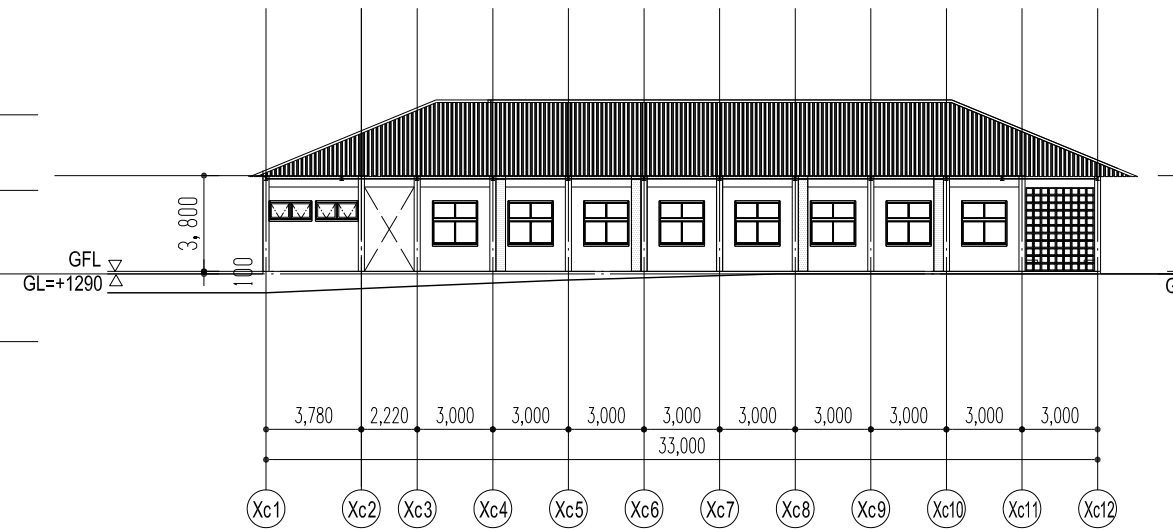 3,800
GFL
GL=+1290
100
G
3,780 2,220 3,000 3,000 3,000 3,000 3,000 3,000 3,000 3,000 3,000
33,000
Xc1 Xc2 Xc3 Xc4 Xc5 Xc6 Xc7 Xc8 Xc9 Xc10 Xc11 Xc12